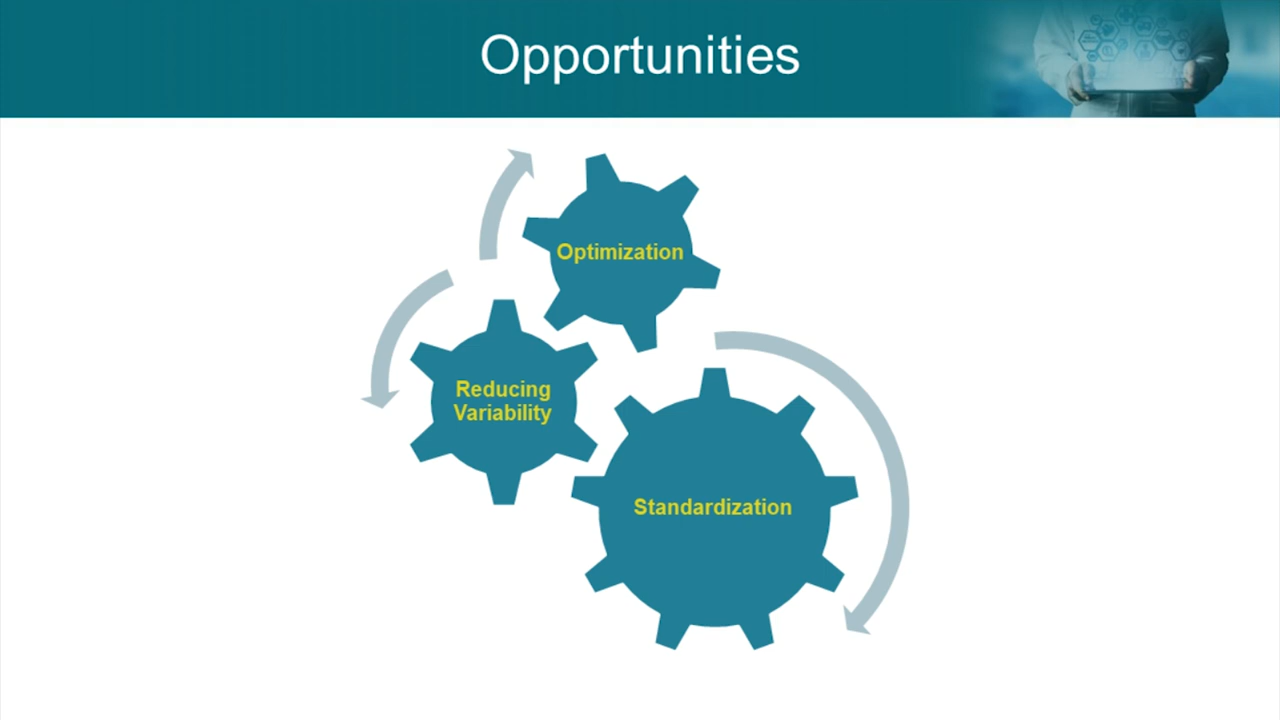 Opportunities
Optimization
Reducing
Variability
Standardization